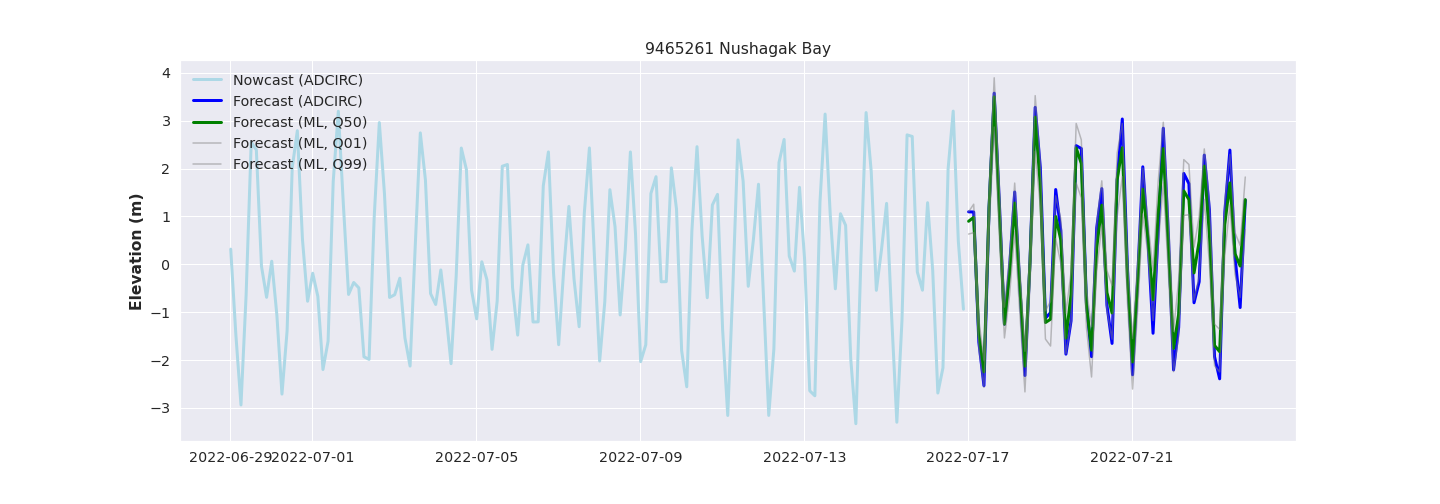 9465261 Nushagak Bay
Nowcast (ADCIRC)
Forecast (ADCIRC)
Forecast (ML, Q50)
Forecast (ML, Q01)
Forecast (ML, Q99)
Elevation (m)
4
3
2
1
0
−1
−2
−3
2022-06-29
2022-07-01
2022-07-05
2022-07-09
2022-07-13
2022-07-17
2022-07-21